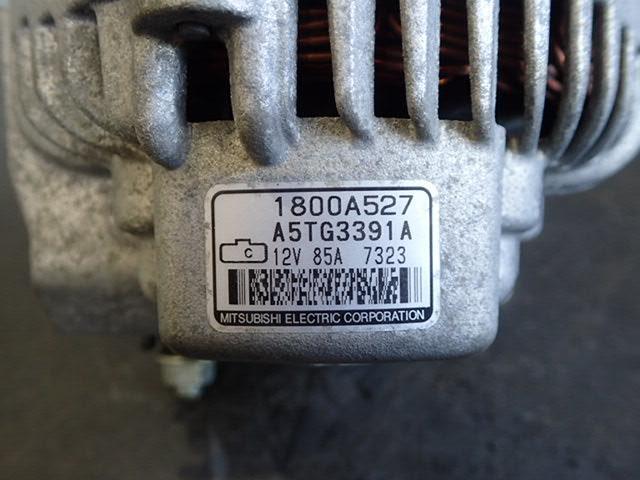 1800A527
A5TG3391A
C 12V 85A 7323
MITSUBISHI ELECTRIC CORPORATION